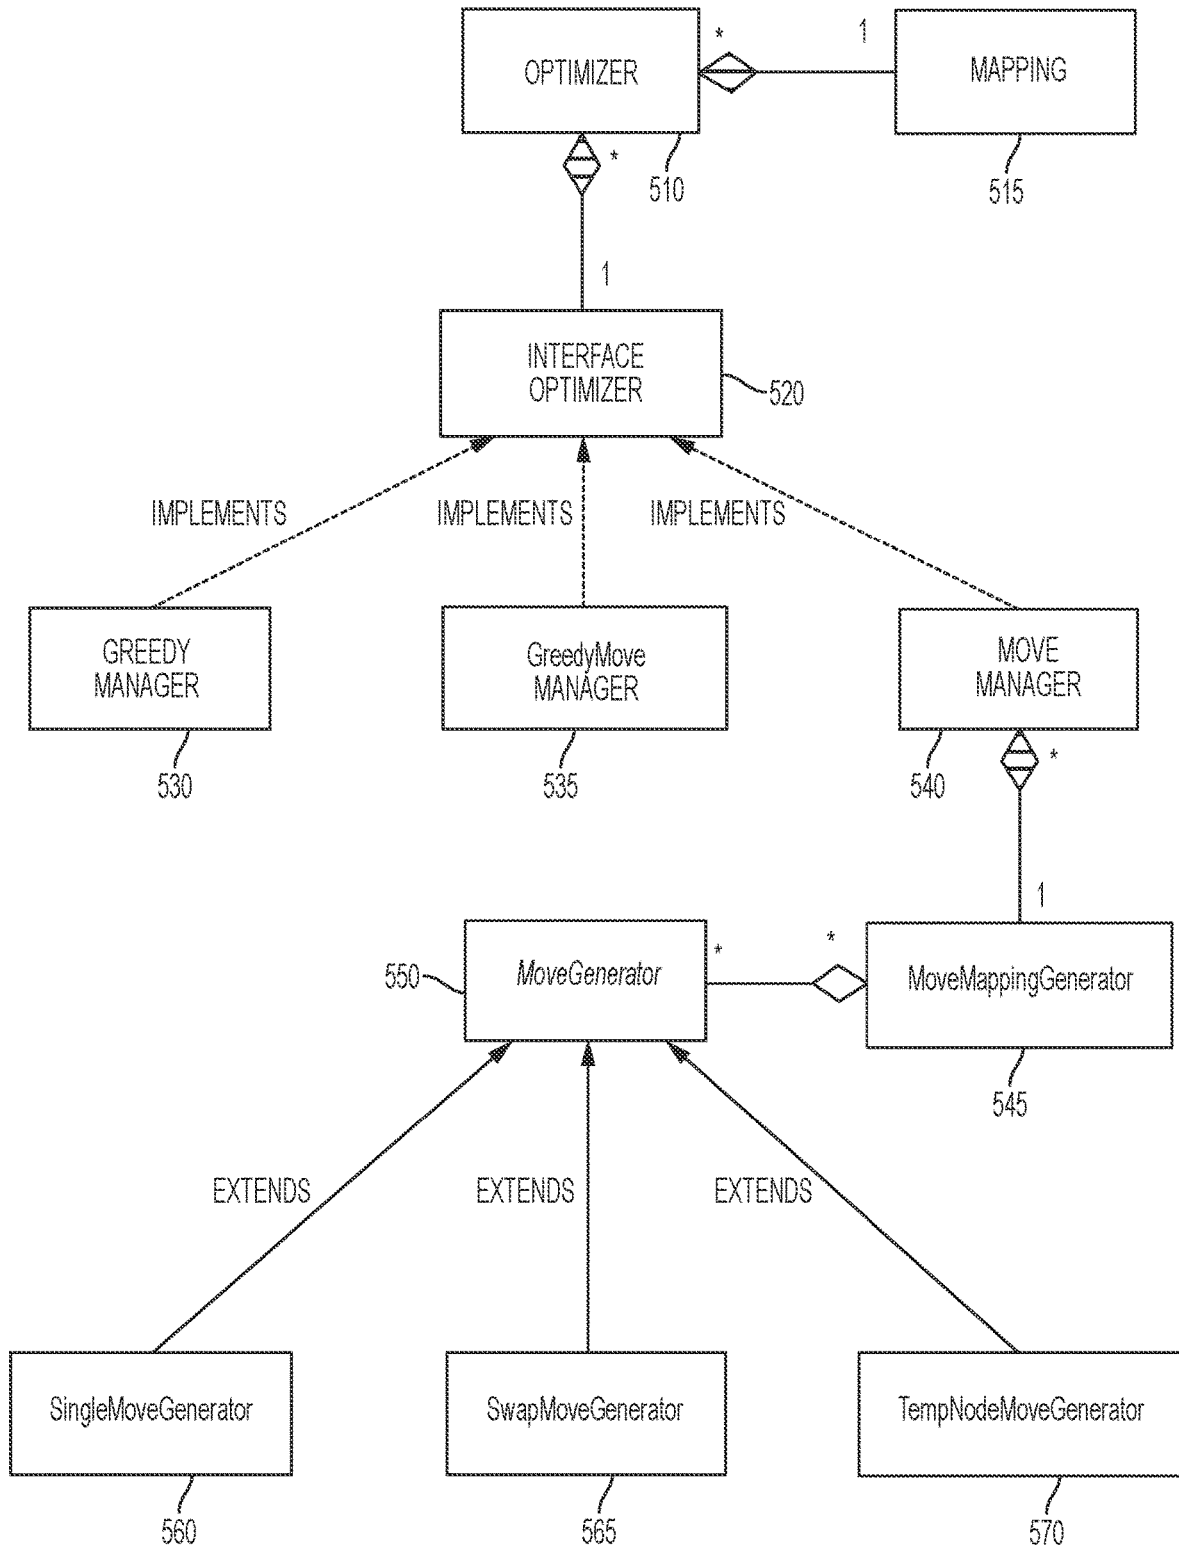 OPTIMIZER
*
1
MAPPING
*
510
515
1
INTERFACE
OPTIMIZER
520
IMPLEMENTS
IMPLEMENTS
IMPLEMENTS
GREEDY
MANAGER
GreedyMove
MANAGER
MOVE
MANAGER
530
535
540
*
1
550
MoveGenerator
*
*
MoveMappingGenerator
545
EXTENDS
EXTENDS
EXTENDS
SingleMoveGenerator
SwapMoveGenerator
TempNodeMoveGenerator
560
565
570